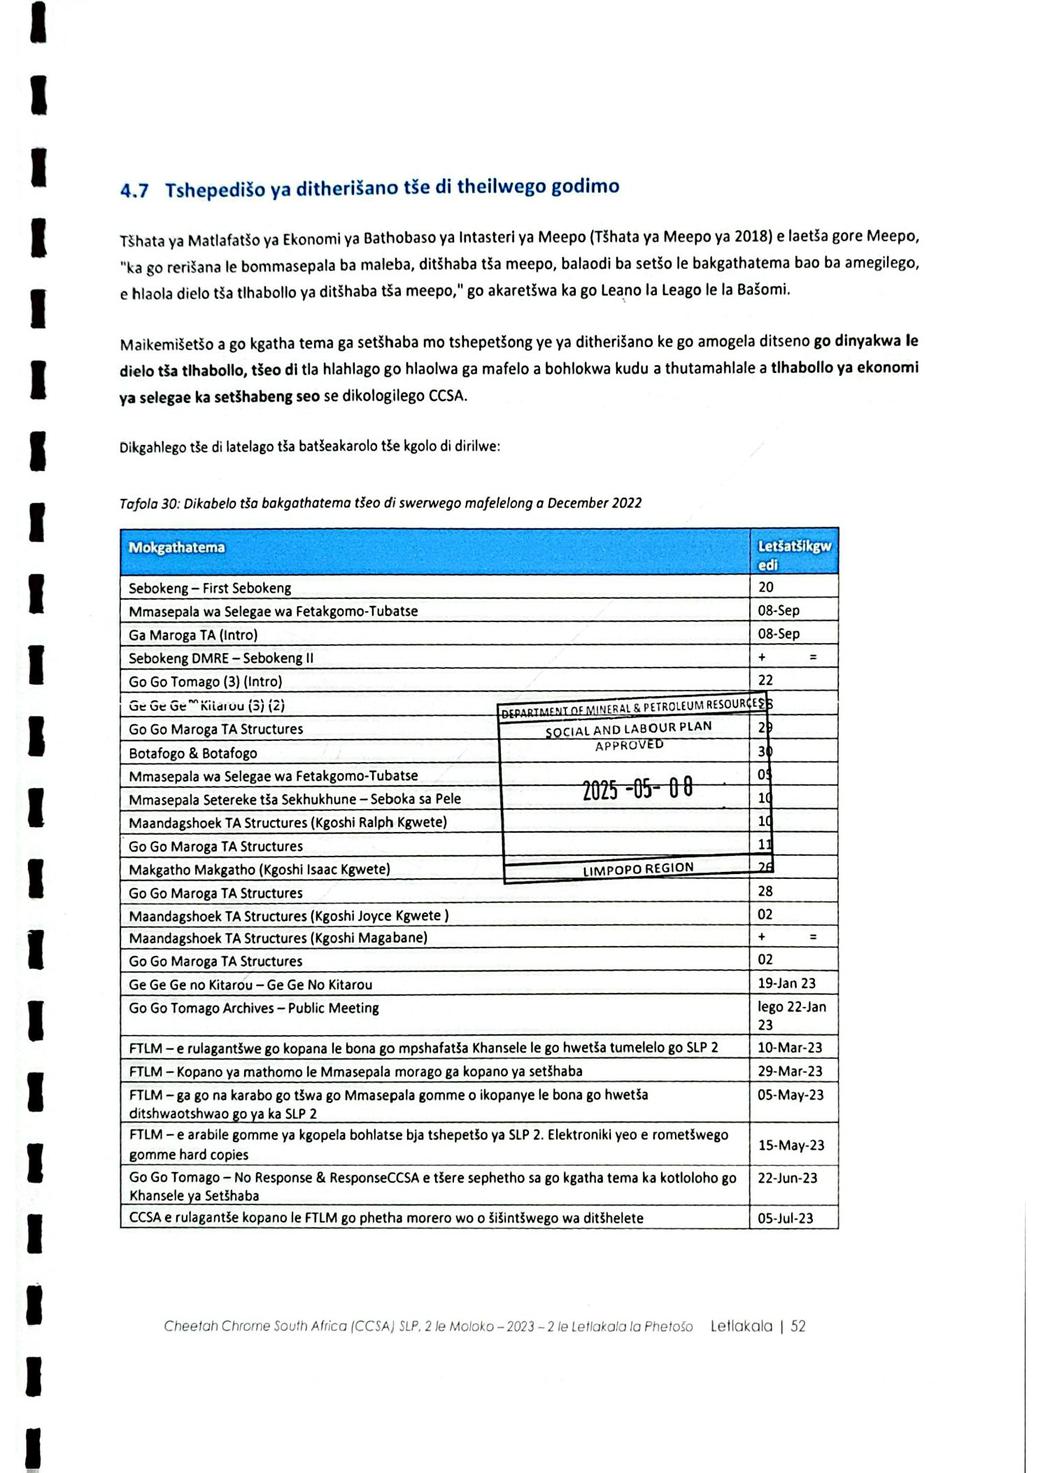 4.7 Tshepedišo ya ditherišano tše di theilwego godimo
Tšhata ya Matlafatšo ya Ekonomi ya Bathobaso ya Intasteri ya Meepo (Tšhata ya Meepo ya 2018) e laetša gore Meepo,
"ka go rerišana le bommasepala ba maleba, ditšhaba tša meepo, balaodi ba setšo le bakgathatema bao ba amegilego,
e hlaola dielo tša tlhabollo ya ditšhaba tša meepo," go akaretšwa ka go Leano la Leago le la Bašomi.
Maikemišetšo a go kgatha tema ga setšhaba mo tshepetšong ye ya ditherišano ke go amogela ditseno go dinyakwa le
dielo tša tlhabollo, tšeo di tla hlahlago go hlaolwa ga mafelo a bohlokwa kudu a thutamahlale a tlhabollo ya ekonomi
ya selegae ka setšhabeng seo se dikologilego CCSA.
Dikgahlego tše di latelago tša batšeakarolo tše kgolo di dirilwe:
Tafola 30: Dikabelo tša bakgathatema tšeo di swerwego mafelelong a December 2022
Mokgathatema Letšatšikgw
edi
Sebokeng – First Sebokeng 20
Mmasepala wa Selegae wa Fetakgomo-Tubatse 08-Sep
Ga Maroga TA (Intro) 08-Sep
Sebokeng DMRE – Sebokeng II + =
Go Go Tomago (3) (Intro) 22
Ge Ge Ge Kitarou (3) (2)
DEPARTMENT OF MINERAL & PETROLEUM RESOURCES
Go Go Maroga TA Structures 29
SOCIAL AND LABOUR PLAN
APPROVED
Botafogo & Botafogo 30
Mmasepala wa Selegae wa Fetakgomo-Tubatse 05
2025 -05- 08
Mmasepala Setereke tša Sekhukhune – Seboka sa Pele 10
Maandagshoek TA Structures (Kgoshi Ralph Kgwete) 10
Go Go Maroga TA Structures 11
Makgatho Makgatho (Kgoshi Isaac Kgwete) 26
LIMPOPO REGION
Go Go Maroga TA Structures 28
Maandagshoek TA Structures (Kgoshi Joyce Kgwete ) 02
Maandagshoek TA Structures (Kgoshi Magabane) + =
Go Go Maroga TA Structures 02
Ge Ge Ge no Kitarou – Ge Ge No Kitarou 19-Jan 23
Go Go Tomago Archives – Public Meeting lego 22-Jan
23
FTLM – e rulagantšwe go kopana le bona go mpshafatša Khansele le go hwetša tumelelo go SLP 2 10-Mar-23
FTLM – Kopano ya mathomo le Mmasepala morago ga kopano ya setšhaba 29-Mar-23
FTLM – ga go na karabo go tšwa go Mmasepala gomme o ikopanye le bona go hwetša 05-May-23
ditshwaotshwao go ya ka SLP 2
FTLM – e arabile gomme ya kgopela bohlatse bja tshepetšo ya SLP 2. Elektroniki yeo e rometšwego 15-May-23
gomme hard copies
Go Go Tomago – No Response & ResponseCCSA e tšere sephetho sa go kgatha tema ka kotloloho go 22-Jun-23
Khansele ya Setšhaba
CCSA e rulagantše kopano le FTLM go phetha morero wo o šišintšwego wa ditšhelete 05-Jul-23
Cheetah Chrome South Africa (CCSA) SLP, 2 le Moloko – 2023 – 2 le Letlakala la Phetošo Letlakala | 52